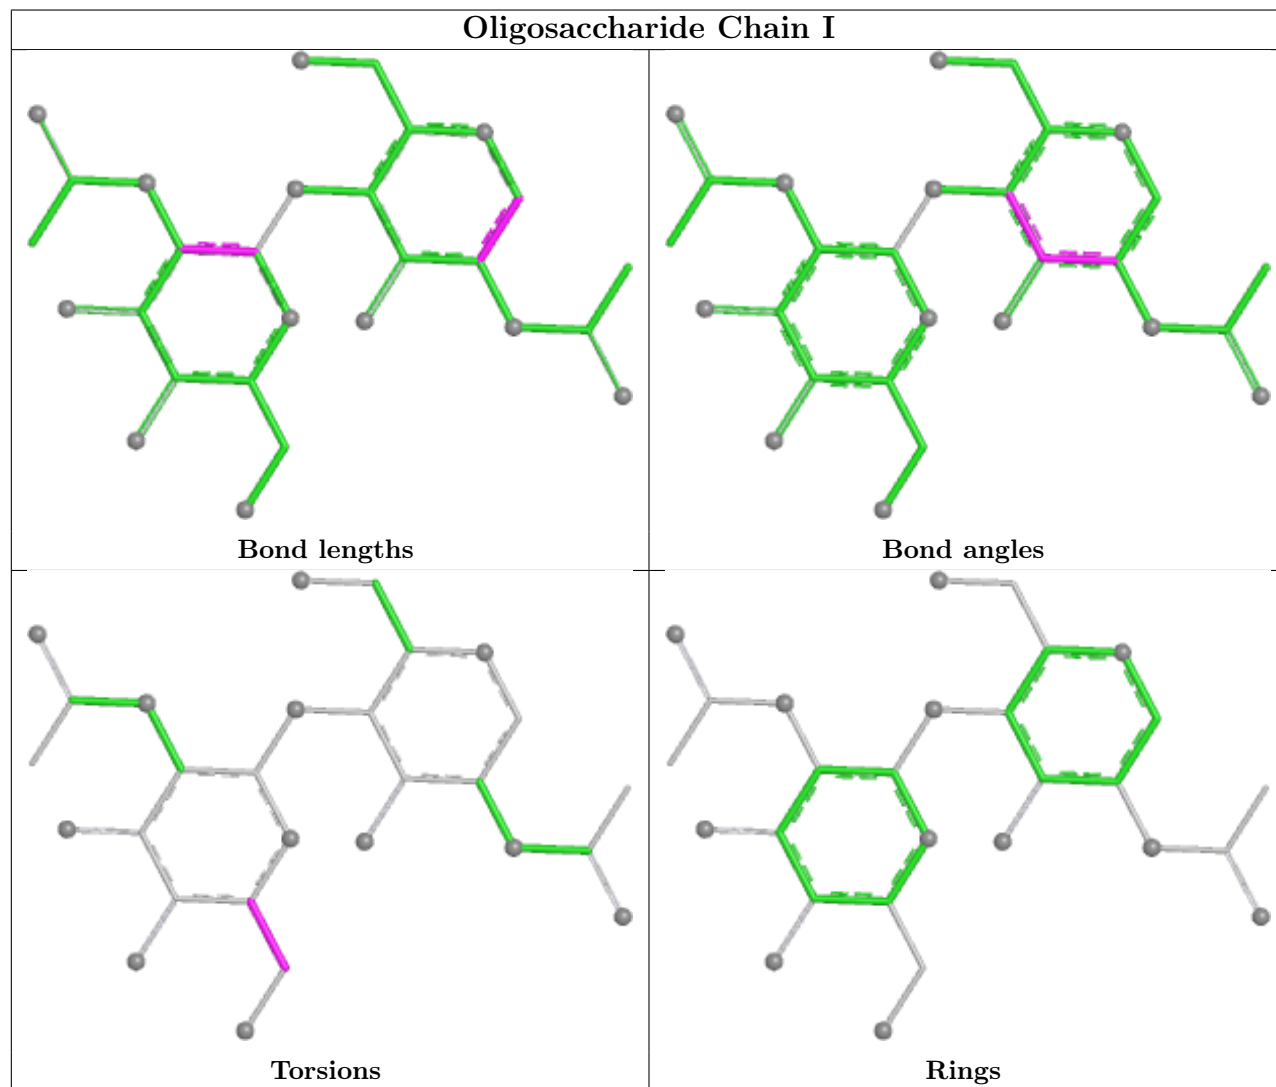 Oligosaccharide Chain I
Bond lengths
Bond angles
Torsions
Rings